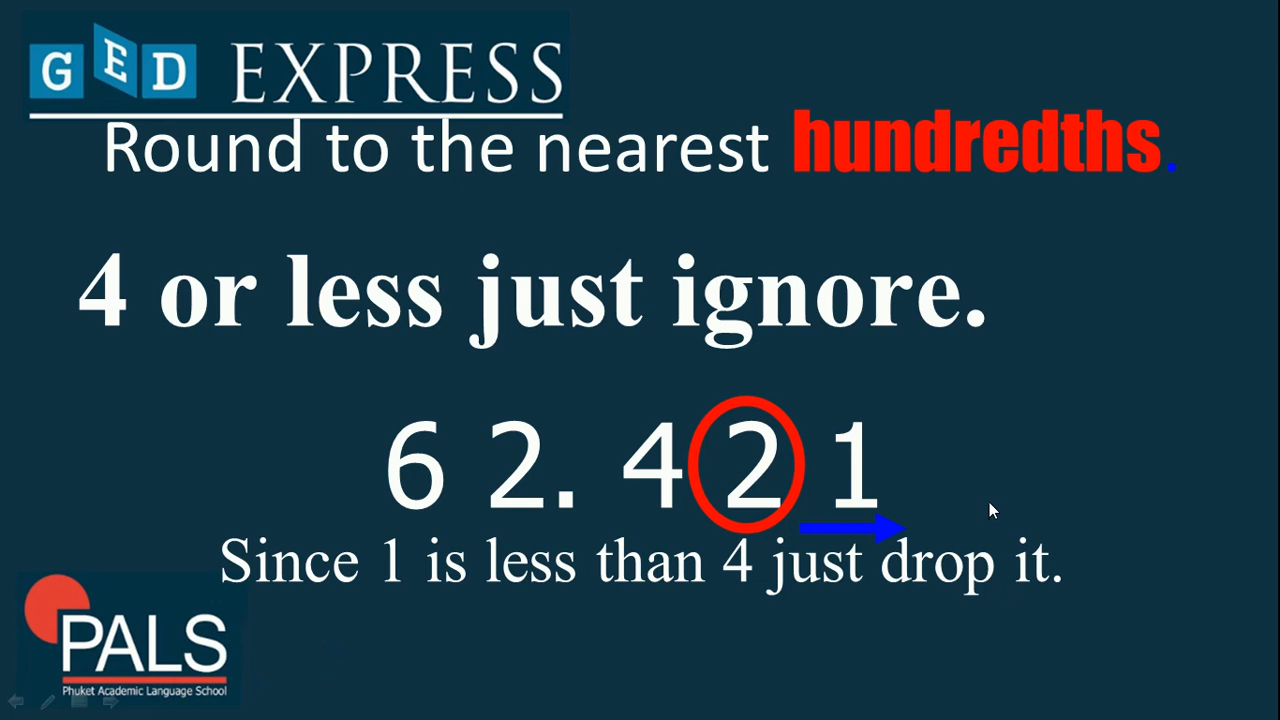 GED EXPRESS
Round to the nearest hundredths.
4 or less just ignore.
6 2. 4 2 1
Since 1 is less than 4 just drop it.
PALS
Phuket Academic Language School